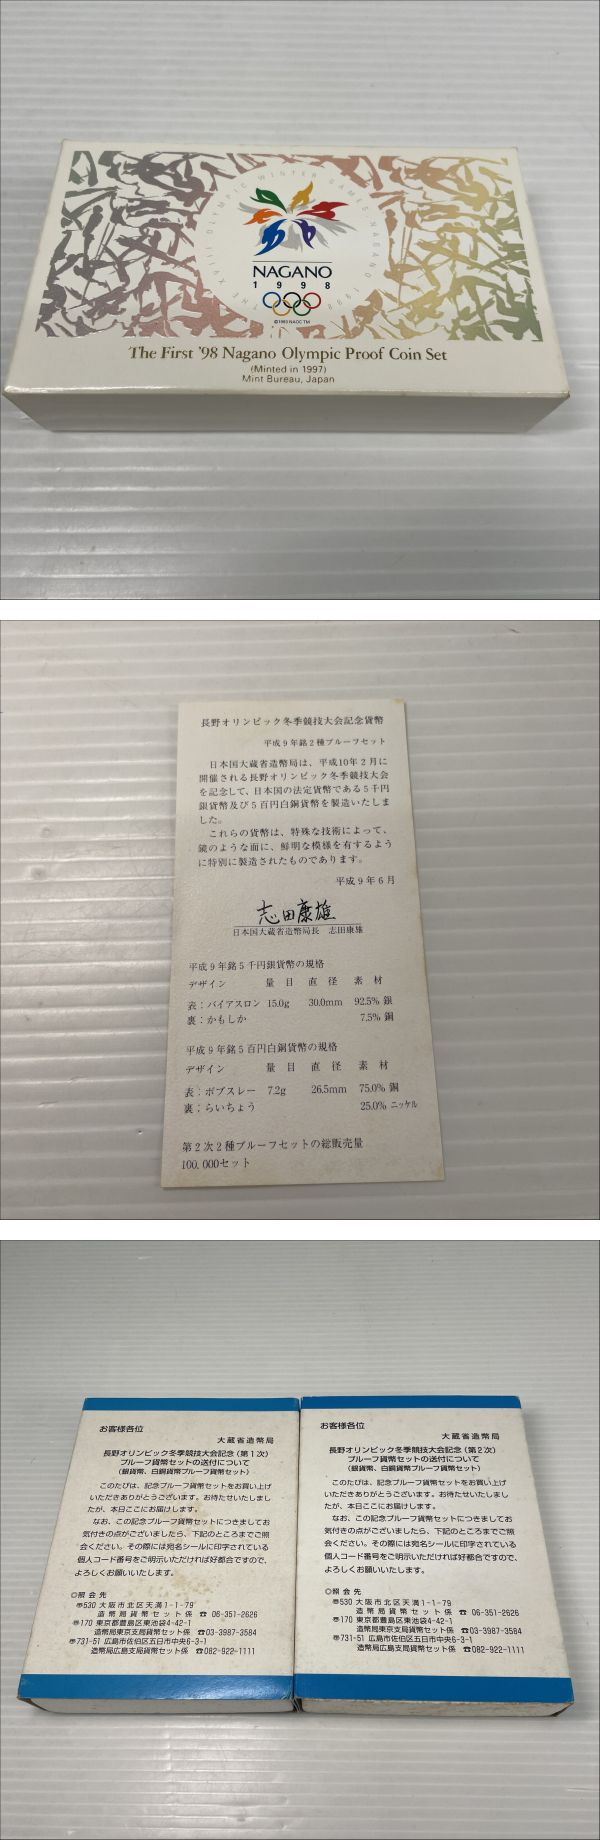 THE XVIII OLYMPIC WINTER GAMES NAGANO 1998
NAGANO
1998
©1993 NAOC TM
The First '98 Nagano Olympic Proof Coin Set
(Minted in 1997)
Mint Bureau, Japan
長野オリンピック冬季競技大会記念貨幣
平成9年銘2種プルーフセット
日本国大蔵省造幣局は、平成10年2月に
開催される長野オリンピック冬季競技大会
を記念して、日本国の法定貨幣である5千円
銀貨幣及び5百円白銅貨幣を製造いたしま
した。
これらの貨幣は、特殊な技術によって、
鏡のような面に、鮮明な模様を有するよう
に特別に製造されたものであります。
平成9年6月
志田康雄
日本国大蔵省造幣局長 志田康雄
平成9年銘5千円銀貨幣の規格
デザイン 量目 直径 素材
表:バイアスロン 15.0g 30.0mm 92.5% 銀
裏:かもしか 7.5% 銅
平成9年銘5百円白銅貨幣の規格
デザイン 量目 直径 素材
表:ボブスレー 7.2g 26.5mm 75.0% 銅
裏:らいちょう 25.0% ニッケル
第2次2種プルーフセットの総販売量
100,000セット
お客様各位
大蔵省造幣局
長野オリンピック冬季競技大会記念(第1次)
プルーフ貨幣セットの送付について
(銀貨幣、白銅貨幣プルーフ貨幣セット)
このたびは、記念プルーフ貨幣セットをお買い上げ
いただきありがとうございます。お待たせいたしまし
たが、本日ここにお届けします。
なお、この記念プルーフ貨幣セットにつきましてお
気付きの点がございましたら、下記のところまでご照
会ください。その際には宛名シールに印字されている
個人コード番号をご明示いただければ好都合ですので、
よろしくお願いいたします。
◎照会先
〒530 大阪市北区天満1-1-79
造幣局貨幣セット係 ☎ 06-351-2626
〒170 東京都豊島区東池袋4-42-1
造幣局東京支局貨幣セット係 ☎03-3987-3584
〒731-51 広島市佐伯区五日市中央6-3-1
造幣局広島支局貨幣セット係 ☎082-922-1111
お客様各位
大蔵省造幣局
長野オリンピック冬季競技大会記念(第2次)
プルーフ貨幣セットの送付について
(銀貨幣、白銅貨幣プルーフ貨幣セット)
このたびは、記念プルーフ貨幣セットをお買い上げ
いただきありがとうございます。お待たせいたしまし
たが、本日ここにお届けします。
なお、この記念プルーフ貨幣セットにつきましてお
気付きの点がございましたら、下記のところまでご照
会ください。その際には宛名シールに印字されている
個人コード番号をご明示いただければ好都合ですので、
よろしくお願いいたします。
◎照会先
〒530 大阪市北区天満1-1-79
造幣局貨幣セット係 ☎ 06-351-2626
〒170 東京都豊島区東池袋4-42-1
造幣局東京支局貨幣セット係 ☎03-3987-3584
〒731-51 広島市佐伯区五日市中央6-3-1
造幣局広島支局貨幣セット係 ☎082-922-1111